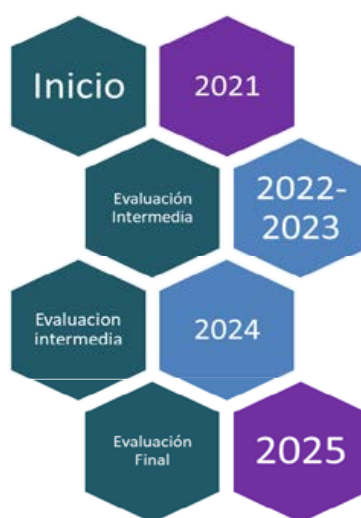 Inicio
2021
Evaluación
Intermedia
2022-
2023
Evaluacion
intermedia
2024
Evaluación
Final
2025